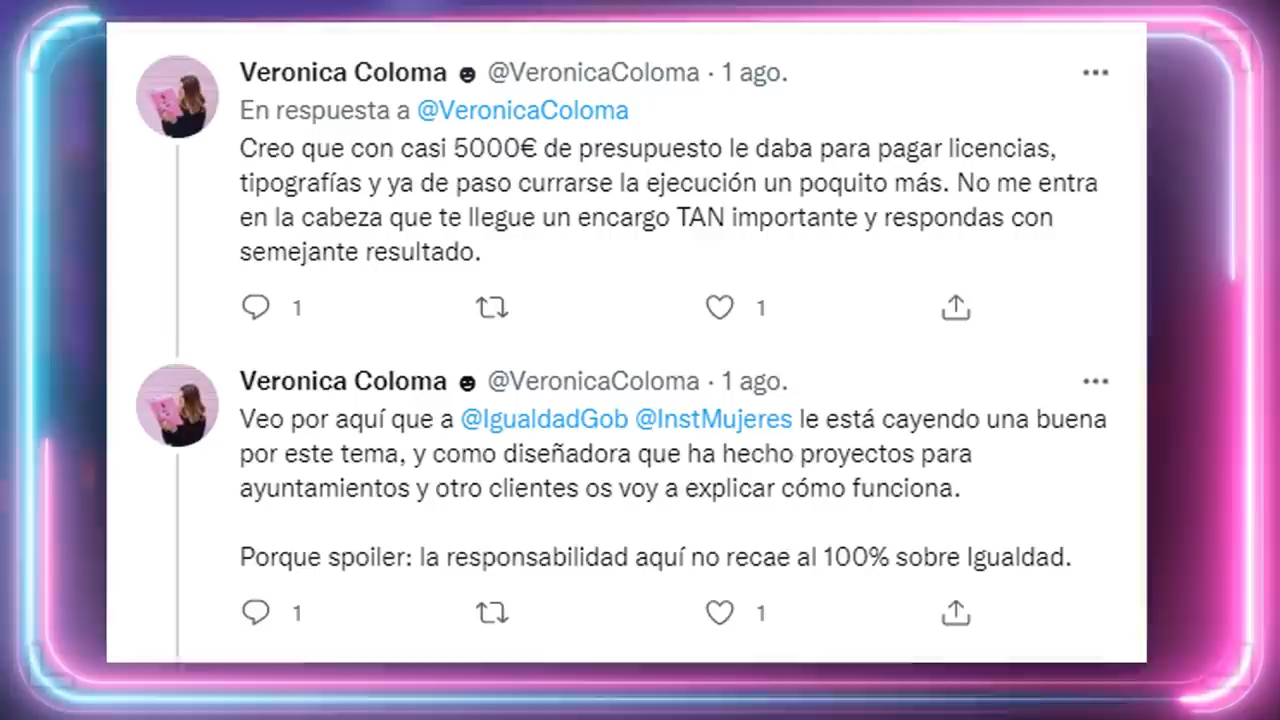 Veronica Coloma ☻ @VeronicaColoma · 1 ago.
En respuesta a @VeronicaColoma
Creo que con casi 5000€ de presupuesto le daba para pagar licencias,
tipografías y ya de paso currarse la ejecución un poquito más. No me entra
en la cabeza que te llegue un encargo TAN importante y respondas con
semejante resultado.
1 1
Veronica Coloma ☻ @VeronicaColoma · 1 ago.
Veo por aquí que a @IgualdadGob @InstMujeres le está cayendo una buena
por este tema, y como diseñadora que ha hecho proyectos para
ayuntamientos y otro clientes os voy a explicar cómo funciona.
Porque spoiler: la responsabilidad aquí no recae al 100% sobre Igualdad.
1 1